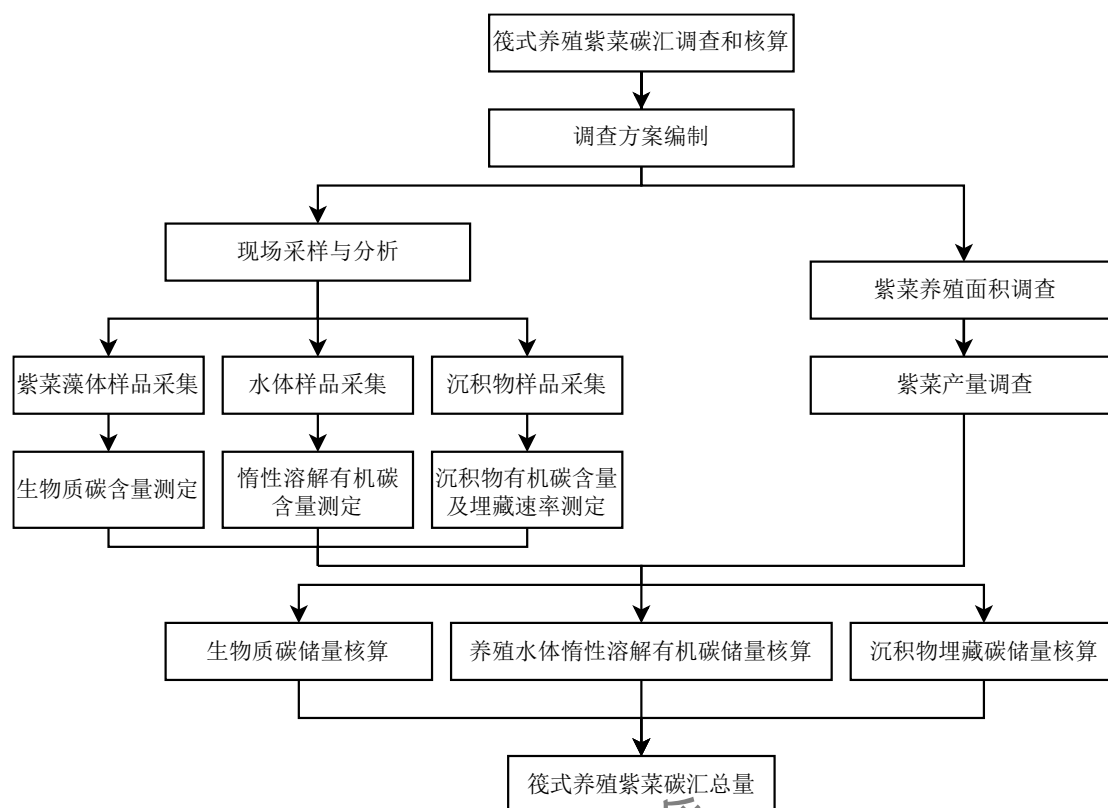 筏式养殖紫菜碳汇调查和核算
调查方案编制
现场采样与分析
紫菜养殖面积调查
紫菜藻体样品采集
水体样品采集
沉积物样品采集
紫菜产量调查
生物质碳含量测定
惰性溶解有机碳
含量测定
沉积物有机碳含量
及埋藏速率测定
生物质碳储量核算
养殖水体惰性溶解有机碳储量核算
沉积物埋藏碳储量核算
筏式养殖紫菜碳汇总量